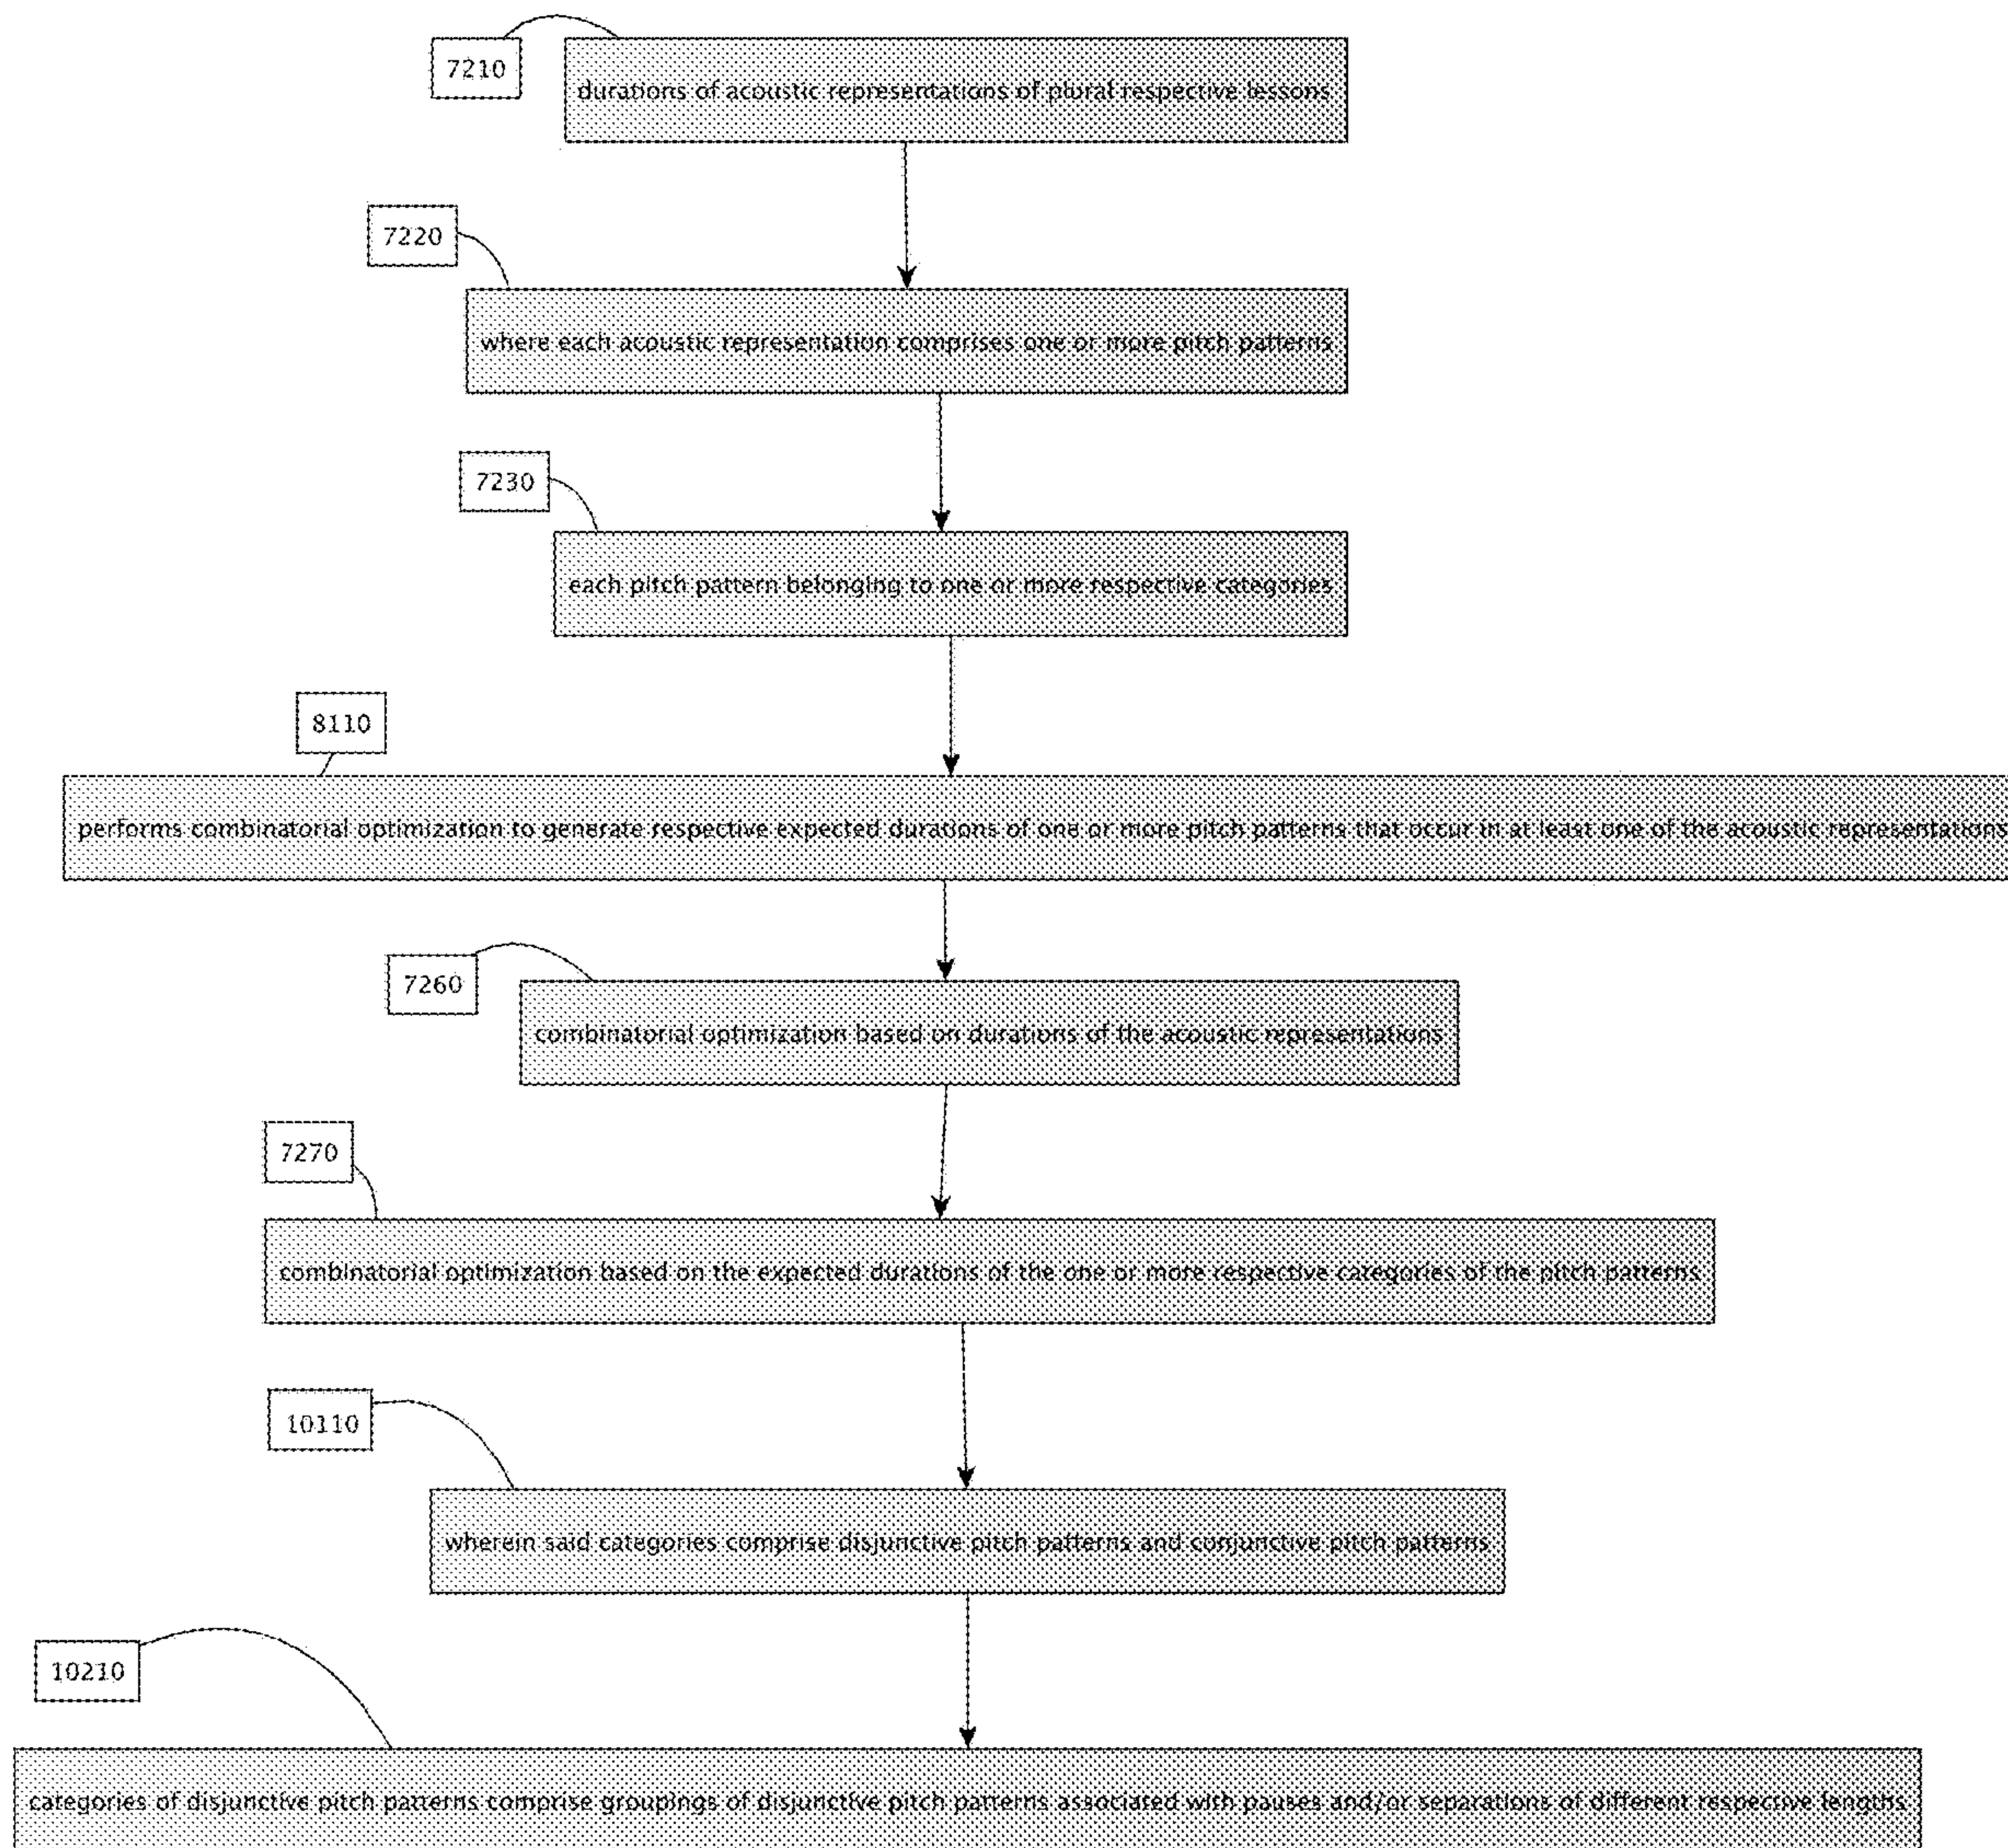 7210
durations of acoustic representations of plural respective lessons
7220
where each acoustic representation comprises one or more pitch patterns
7230
each pitch pattern belonging to one or more respective categories
8110
performs combinatorial optimization to generate respective expected durations of one or more pitch patterns that occur in at least one of the acoustic representations
7260
combinatorial optimization based on durations of the acoustic representations
7270
combinatorial optimization based on the expected durations of the one or more respective categories of the pitch patterns
10110
wherein said categories comprise disjunctive pitch patterns and conjunctive pitch patterns
10210
categories of disjunctive pitch patterns comprise groupings of disjunctive pitch patterns associated with pauses and/or separations of different respective lengths